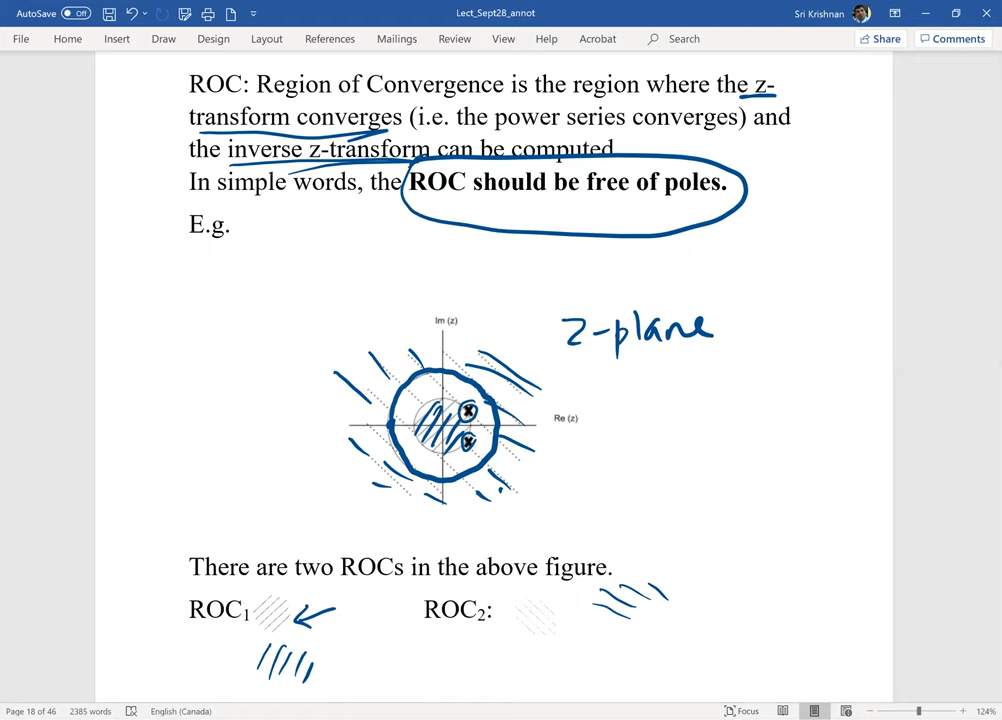 AutoSave Off Lect_Sept28_annot Sri Krishnan
File Home Insert Draw Design Layout References Mailings Review View Help Acrobat Search Share Comments
ROC: Region of Convergence is the region where the z-
transform converges (i.e. the power series converges) and
the inverse z-transform can be computed
In simple words, the ROC should be free of poles.
E.g.
Im (z)
z-plane
Re (z)
There are two ROCs in the above figure.
ROC1 ROC2:
Page 18 of 46 2385 words English (Canada) Focus 124%